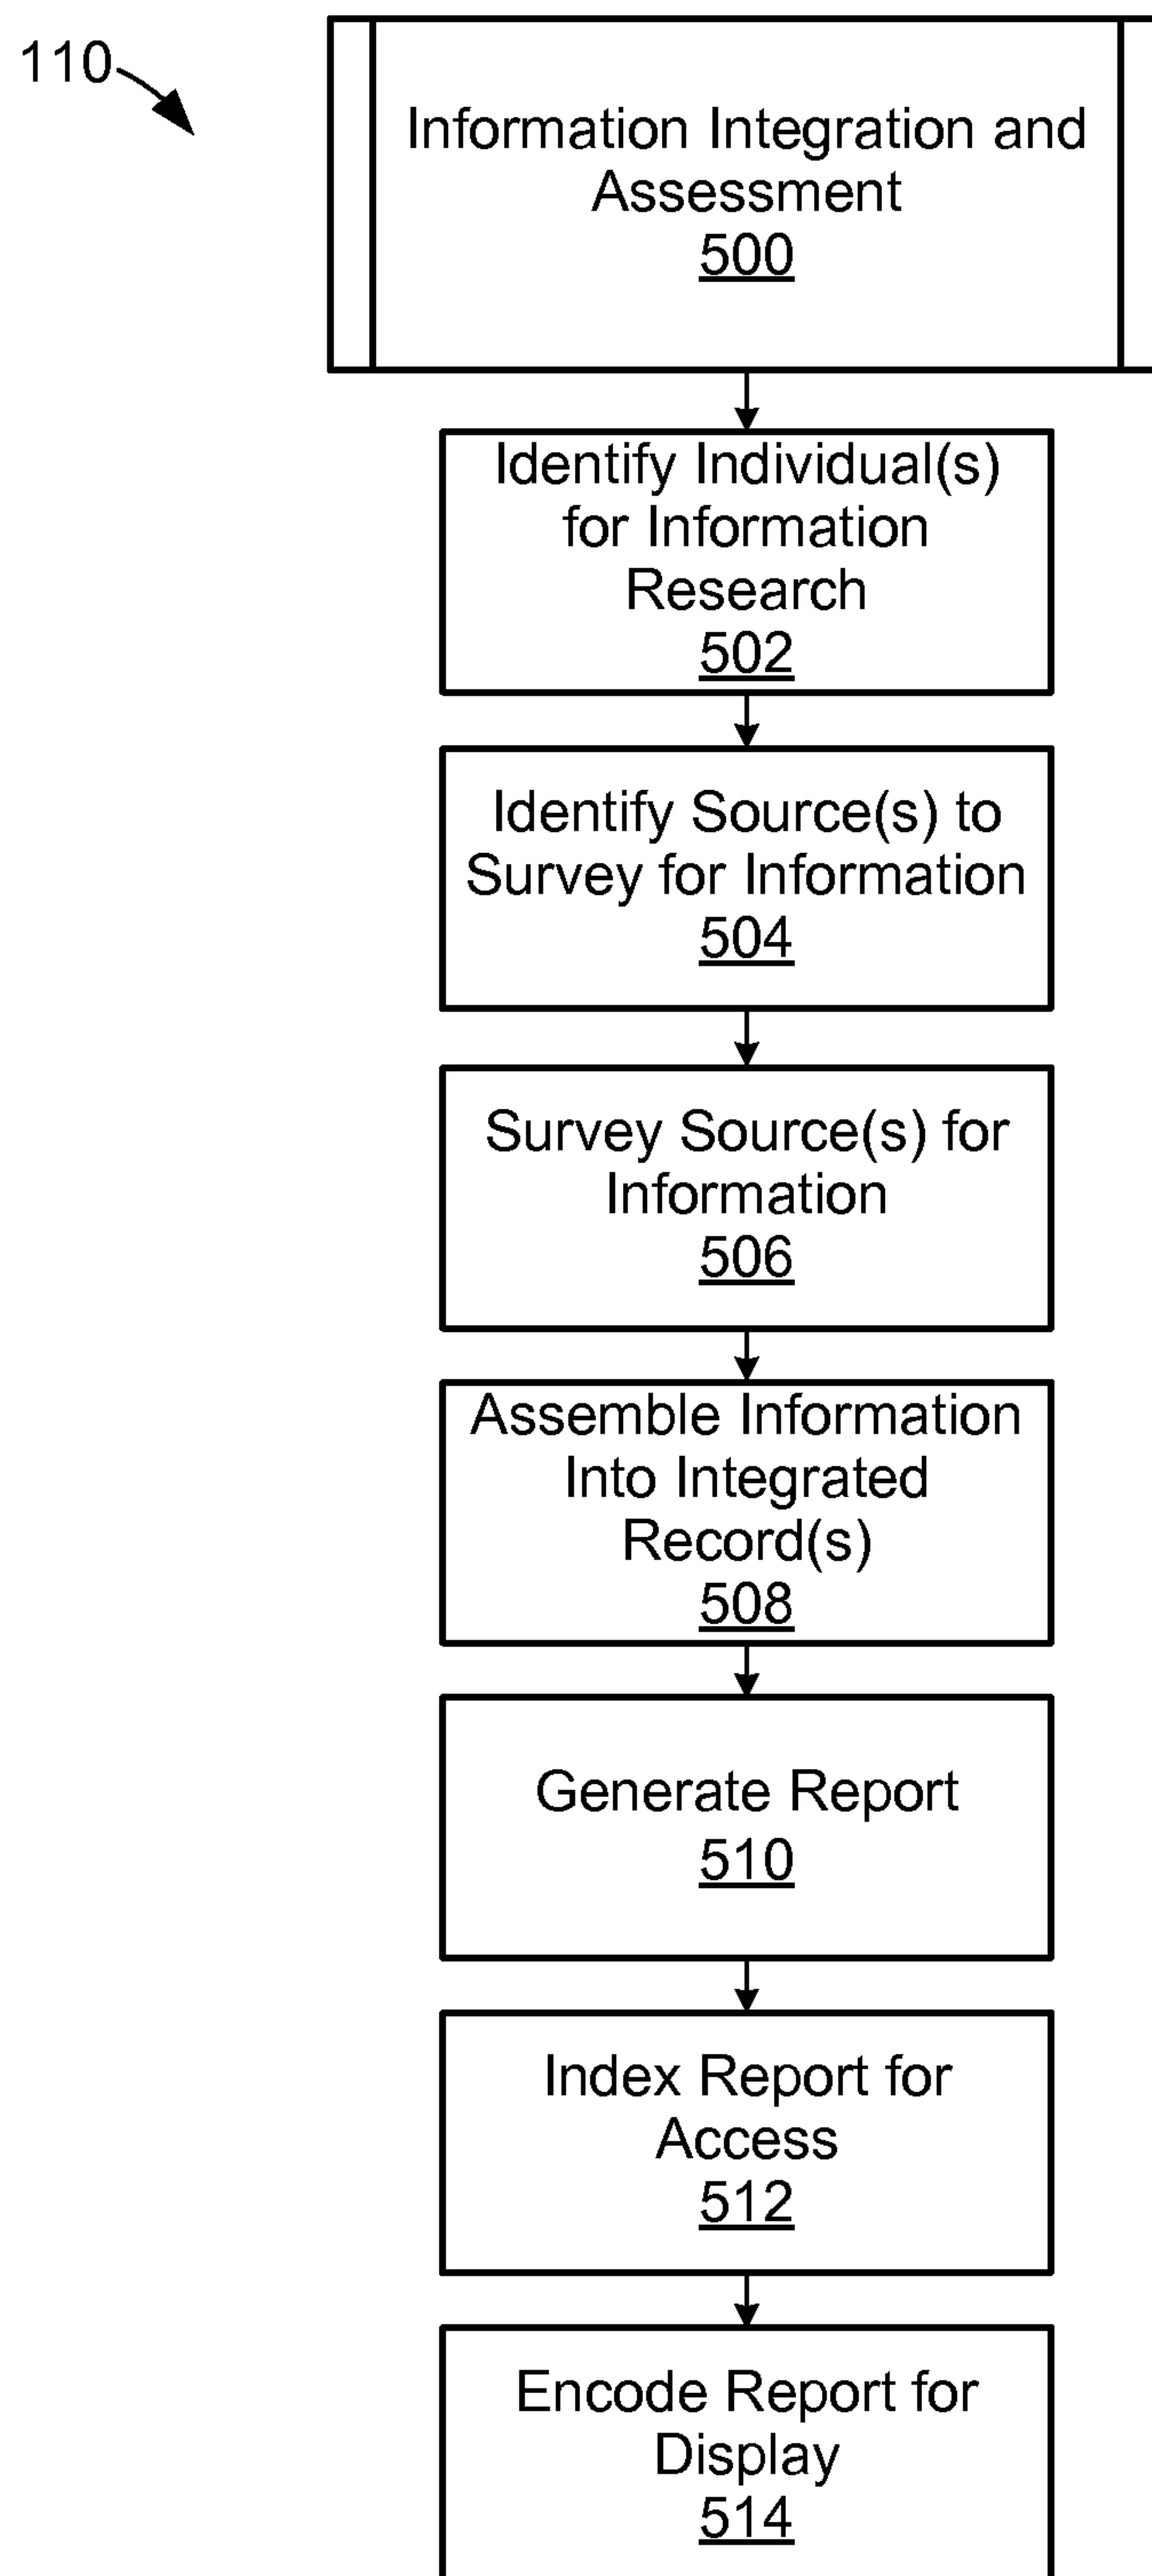 110
Information Integration and
Assessment
500
Identify Individual(s)
for Information
Research
502
Identify Source(s) to
Survey for Information
504
Survey Source(s) for
Information
506
Assemble Information
Into Integrated
Record(s)
508
Generate Report
510
Index Report for
Access
512
Encode Report for
Display
514